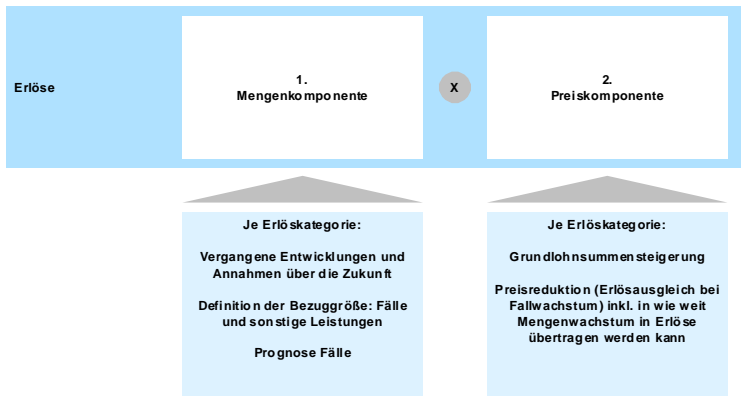 Erlöse
1.
Mengenkomponente
X
2.
Preiskomponente
Je Erlöskategorie:
Vergangene Entwicklungen und
Annahmen über die Zukunft
Definition der Bezuggröße: Fälle
und sonstige Leistungen
Prognose Fälle
Je Erlöskategorie:
Grundlohnsummensteigerung
Preisreduktion (Erlösausgleich bei
Fallwachstum) inkl. in wie weit
Mengenwachstum in Erlöse
übertragen werden kann